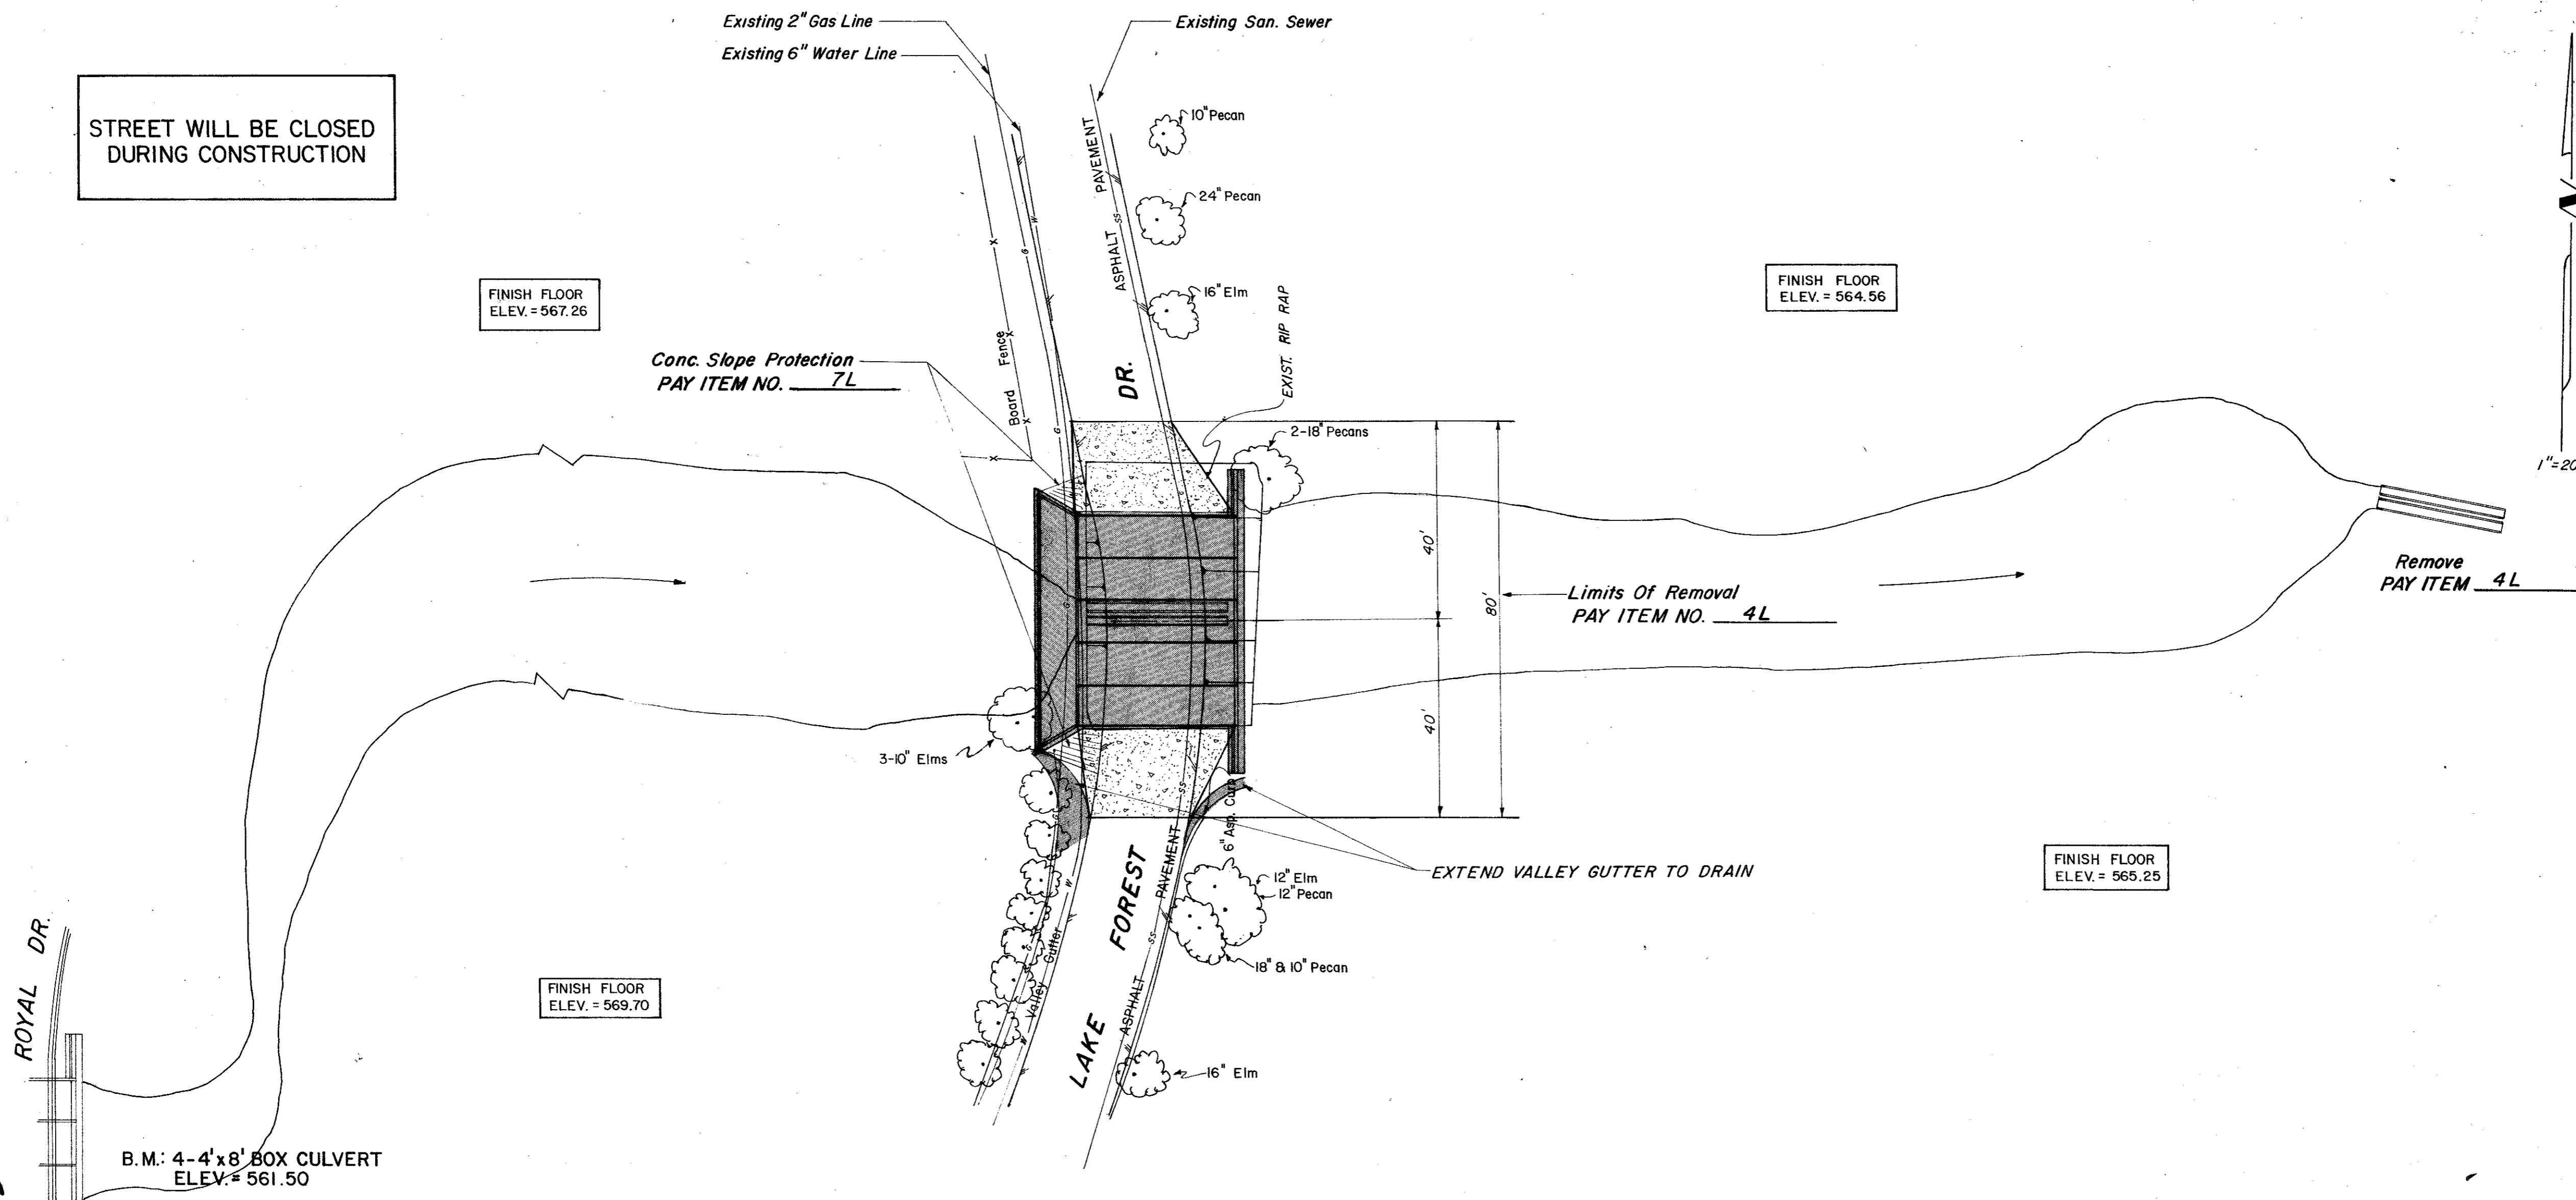 Existing 2" Gas Line
Existing 6" Water Line
Existing San. Sewer
STREET WILL BE CLOSED
DURING CONSTRUCTION
10" Pecan
PAVEMENT
24" Pecan
ASPHALT
SS
W
G
X
16" Elm
FINISH FLOOR
ELEV. = 567.26
FINISH FLOOR
ELEV. = 564.56
N
EXIST. RIP RAP
Board Fence
X
X
Conc. Slope Protection
PAY ITEM NO. 7L
DR.
G
2-18" Pecans
X
1"=20
40'
80'
40'
Limits Of Removal
PAY ITEM NO. 4L
Remove
PAY ITEM 4L
3-10" Elms
SS
6" Asp. Curb
EXTEND VALLEY GUTTER TO DRAIN
FINISH FLOOR
ELEV. = 565.25
12" Elm
12" Pecan
18" & 10" Pecan
PAVEMENT
SS
ASPHALT
W
G
Valley Gutter
W
LAKE FOREST
16" Elm
FINISH FLOOR
ELEV. = 569.70
ROYAL DR.
B.M.: 4-4'x8' BOX CULVERT
ELEV.= 561.50